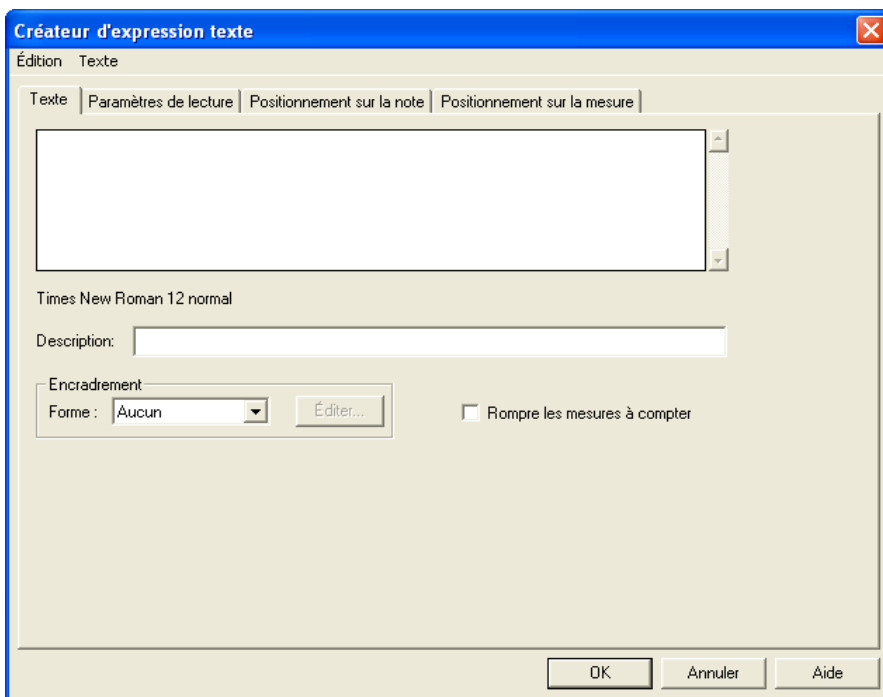 Créateur d'expression texte
Édition Texte
Texte Paramètres de lecture Positionnement sur la note Positionnement sur la mesure
Times New Roman 12 normal
Description:
Encradrement
Forme : Aucun Éditer... Rompre les mesures à compter
OK Annuler Aide